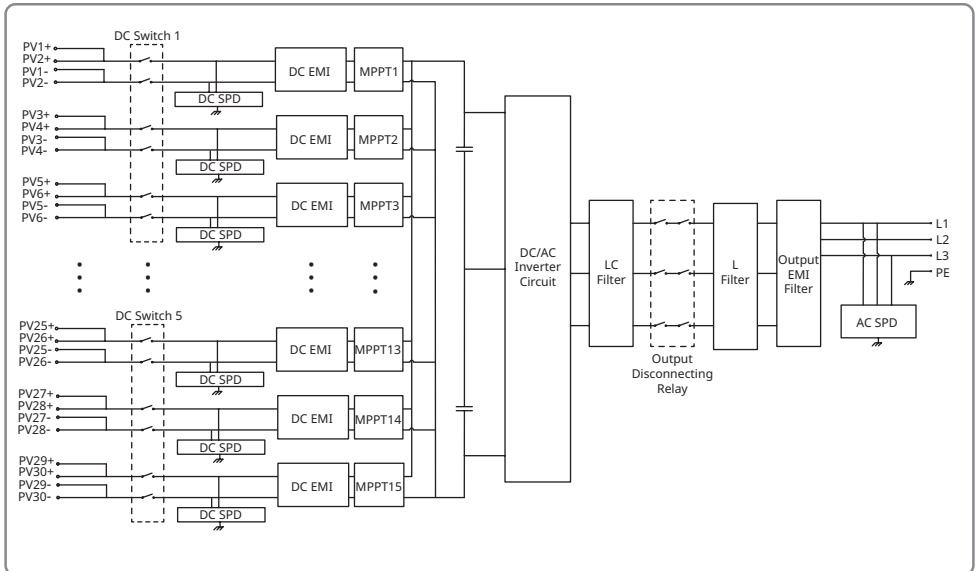 DC Switch 1
PV1+
PV2+
PV1-
PV2-
DC SPD
DC EMI
MPPT1
PV3+
PV4+
PV3-
PV4-
DC SPD
DC EMI
MPPT2
PV5+
PV6+
PV5-
PV6-
DC SPD
DC EMI
MPPT3
DC Switch 5
PV25+
PV26+
PV25-
PV26-
DC SPD
DC EMI
MPPT13
PV27+
PV28+
PV27-
PV28-
DC SPD
DC EMI
MPPT14
PV29+
PV30+
PV29-
PV30-
DC SPD
DC EMI
MPPT15
DC/AC
Inverter
Circuit
LC
Filter
Output
Disconnecting
Relay
L
Filter
Output
EMI
Filter
AC SPD
L1
L2
L3
PE